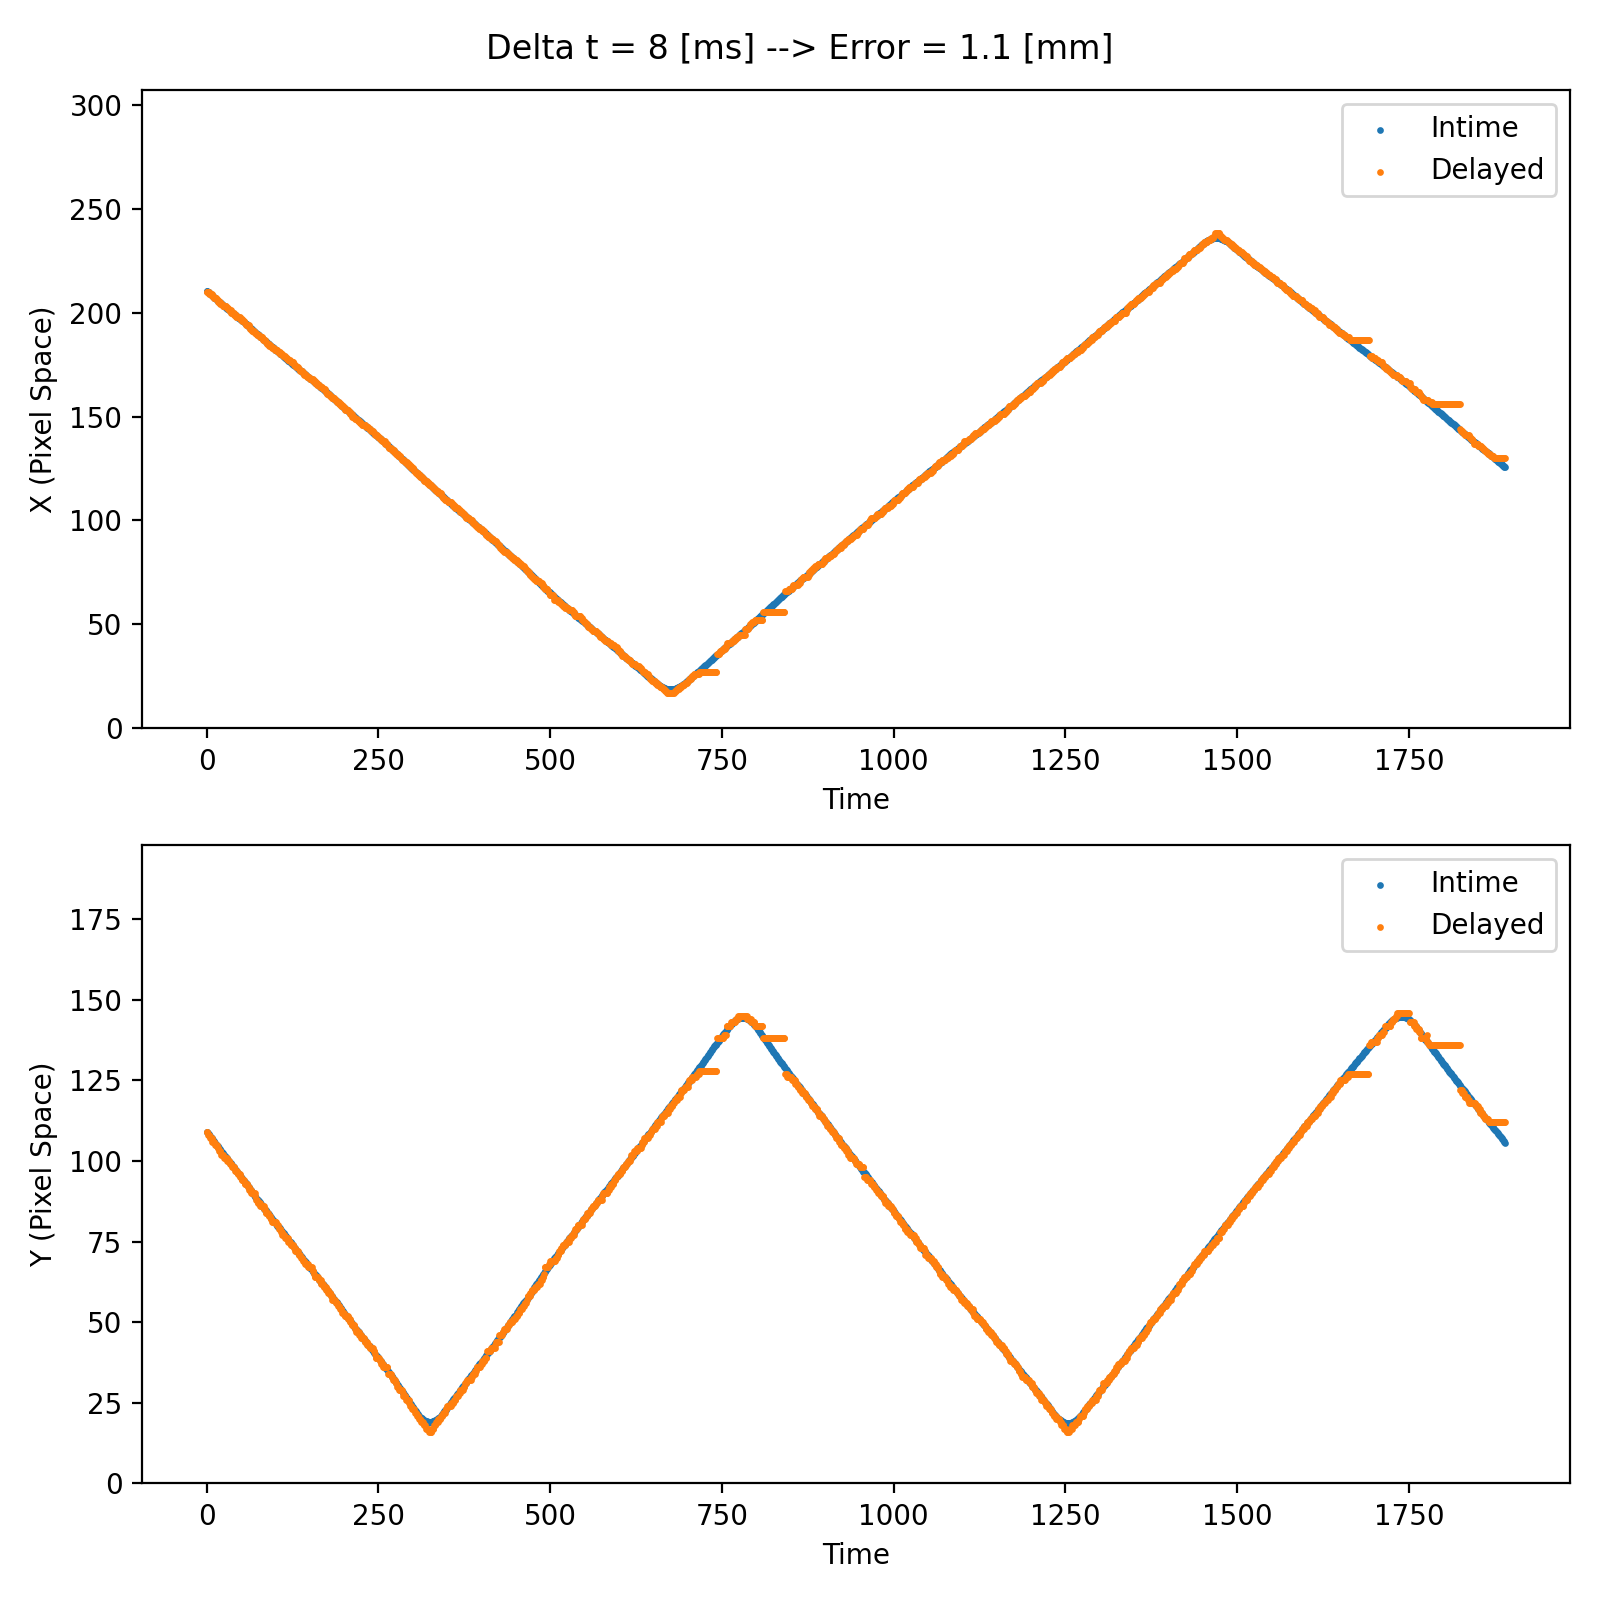 Delta t = 8 [ms] --> Error = 1.1 [mm]
300
250
200
150
100
50
0
X (Pixel Space)
Intime
Delayed
0 250 500 750 1000 1250 1500 1750
Time
175
150
125
100
75
50
25
0
Y (Pixel Space)
Intime
Delayed
0 250 500 750 1000 1250 1500 1750
Time